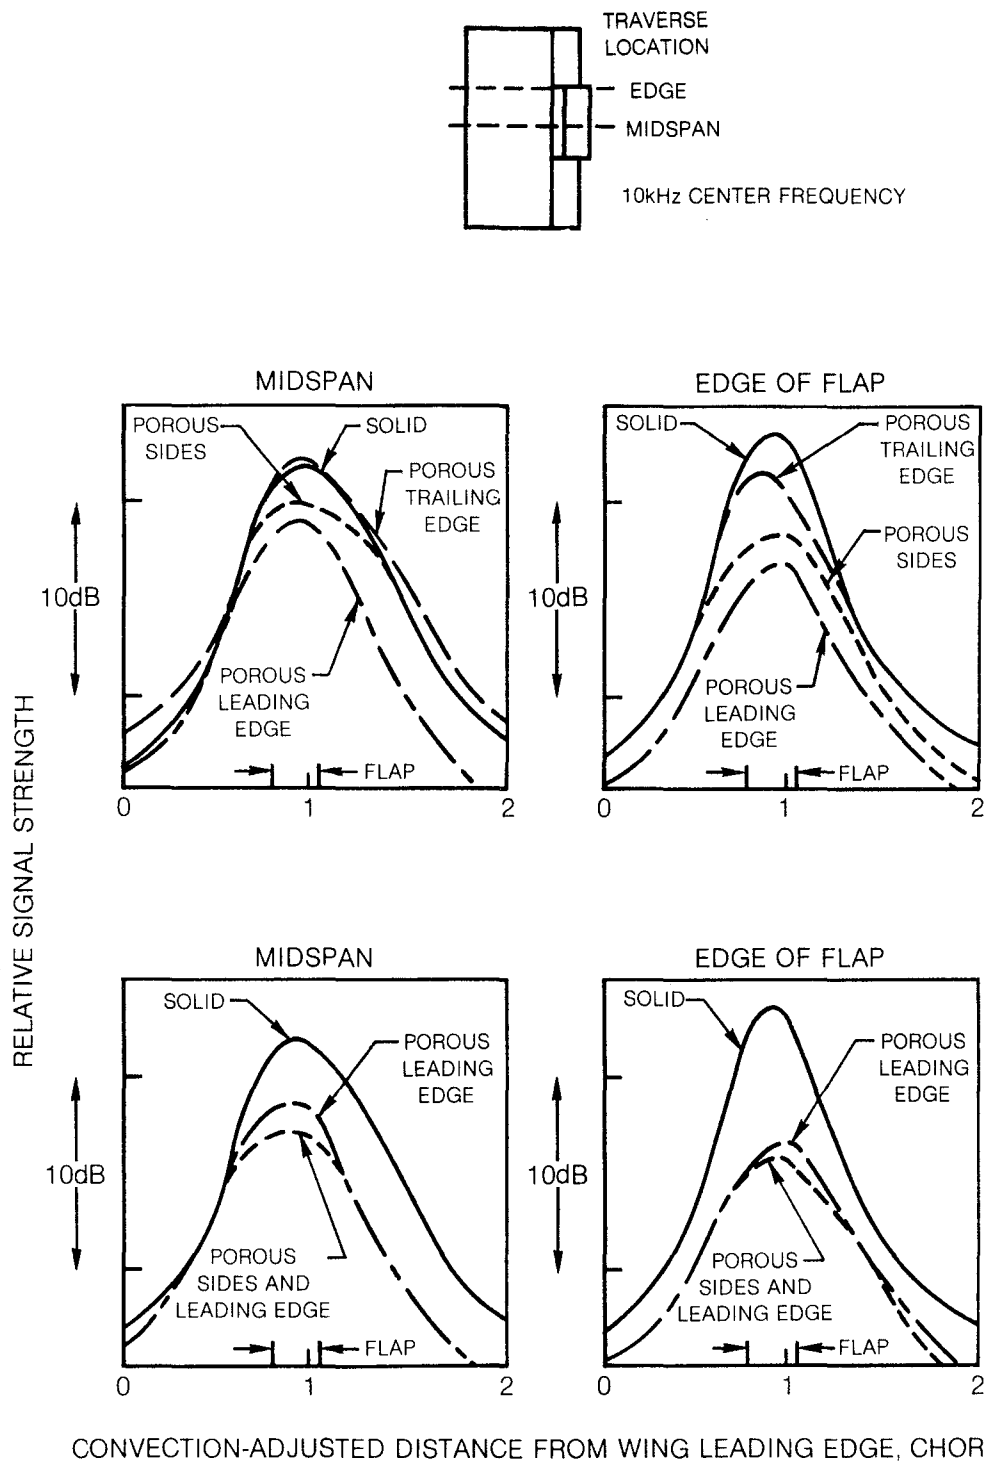 TRAVERSE
LOCATION
EDGE
MIDSPAN
10kHz CENTER FREQUENCY
MIDSPAN
POROUS
SIDES
SOLID
POROUS
TRAILING
EDGE
10dB
POROUS
LEADING
EDGE
FLAP
0
1
2
EDGE OF FLAP
SOLID
POROUS
TRAILING
EDGE
POROUS
SIDES
10dB
POROUS
LEADING
EDGE
FLAP
0
1
2
RELATIVE SIGNAL STRENGTH
MIDSPAN
SOLID
POROUS
LEADING
EDGE
10dB
POROUS
SIDES AND
LEADING EDGE
FLAP
0
1
2
EDGE OF FLAP
SOLID
POROUS
LEADING
EDGE
10dB
POROUS
SIDES AND
LEADING EDGE
FLAP
0
1
2
CONVECTION-ADJUSTED DISTANCE FROM WING LEADING EDGE, CHOR